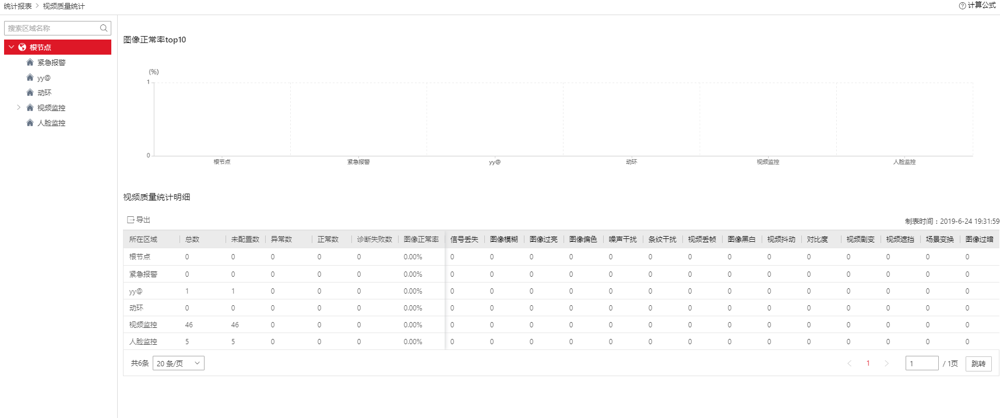 统计报表 > 视频质量统计
计算公式
搜索区域名称
根节点
紧急报警
yy@
动环
视频监控
人脸监控
图像正常率top10
(%)
1
0
根节点 紧急报警 yy@ 动环 视频监控 人脸监控
视频质量统计明细
导出
制表时间：2019-6-24 19:31:59
所在区域 总数 未配置数 异常数 正常数 诊断失败数 图像正常率 信号丢失 图像模糊 图像过亮 图像偏色 噪声干扰 条纹干扰 视频丢帧 图像黑白 视频抖动 对比度 视频剧变 视频遮挡 场景变换 图像过暗
根节点 0 0 0 0 0 0.00% 0 0 0 0 0 0 0 0 0 0 0 0 0 0
紧急报警 0 0 0 0 0 0.00% 0 0 0 0 0 0 0 0 0 0 0 0 0 0
yy@ 1 1 0 0 0 0.00% 0 0 0 0 0 0 0 0 0 0 0 0 0 0
动环 0 0 0 0 0 0.00% 0 0 0 0 0 0 0 0 0 0 0 0 0 0
视频监控 46 46 0 0 0 0.00% 0 0 0 0 0 0 0 0 0 0 0 0 0 0
人脸监控 5 5 0 0 0 0.00% 0 0 0 0 0 0 0 0 0 0 0 0 0 0
共6条 20 条/页 < 1 > 1 / 1页 跳转